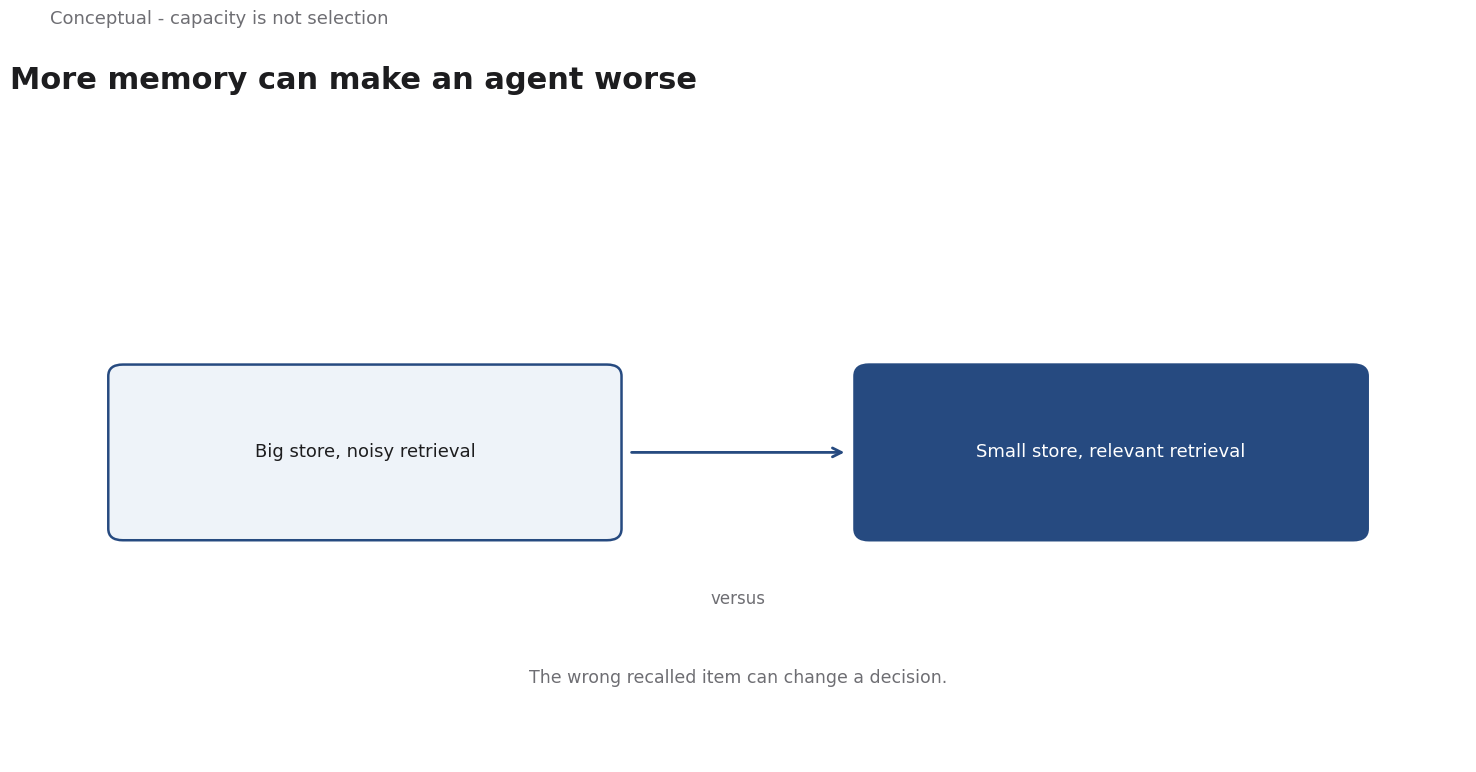 Conceptual - capacity is not selection
More memory can make an agent worse
Big store, noisy retrieval
Small store, relevant retrieval
versus
The wrong recalled item can change a decision.